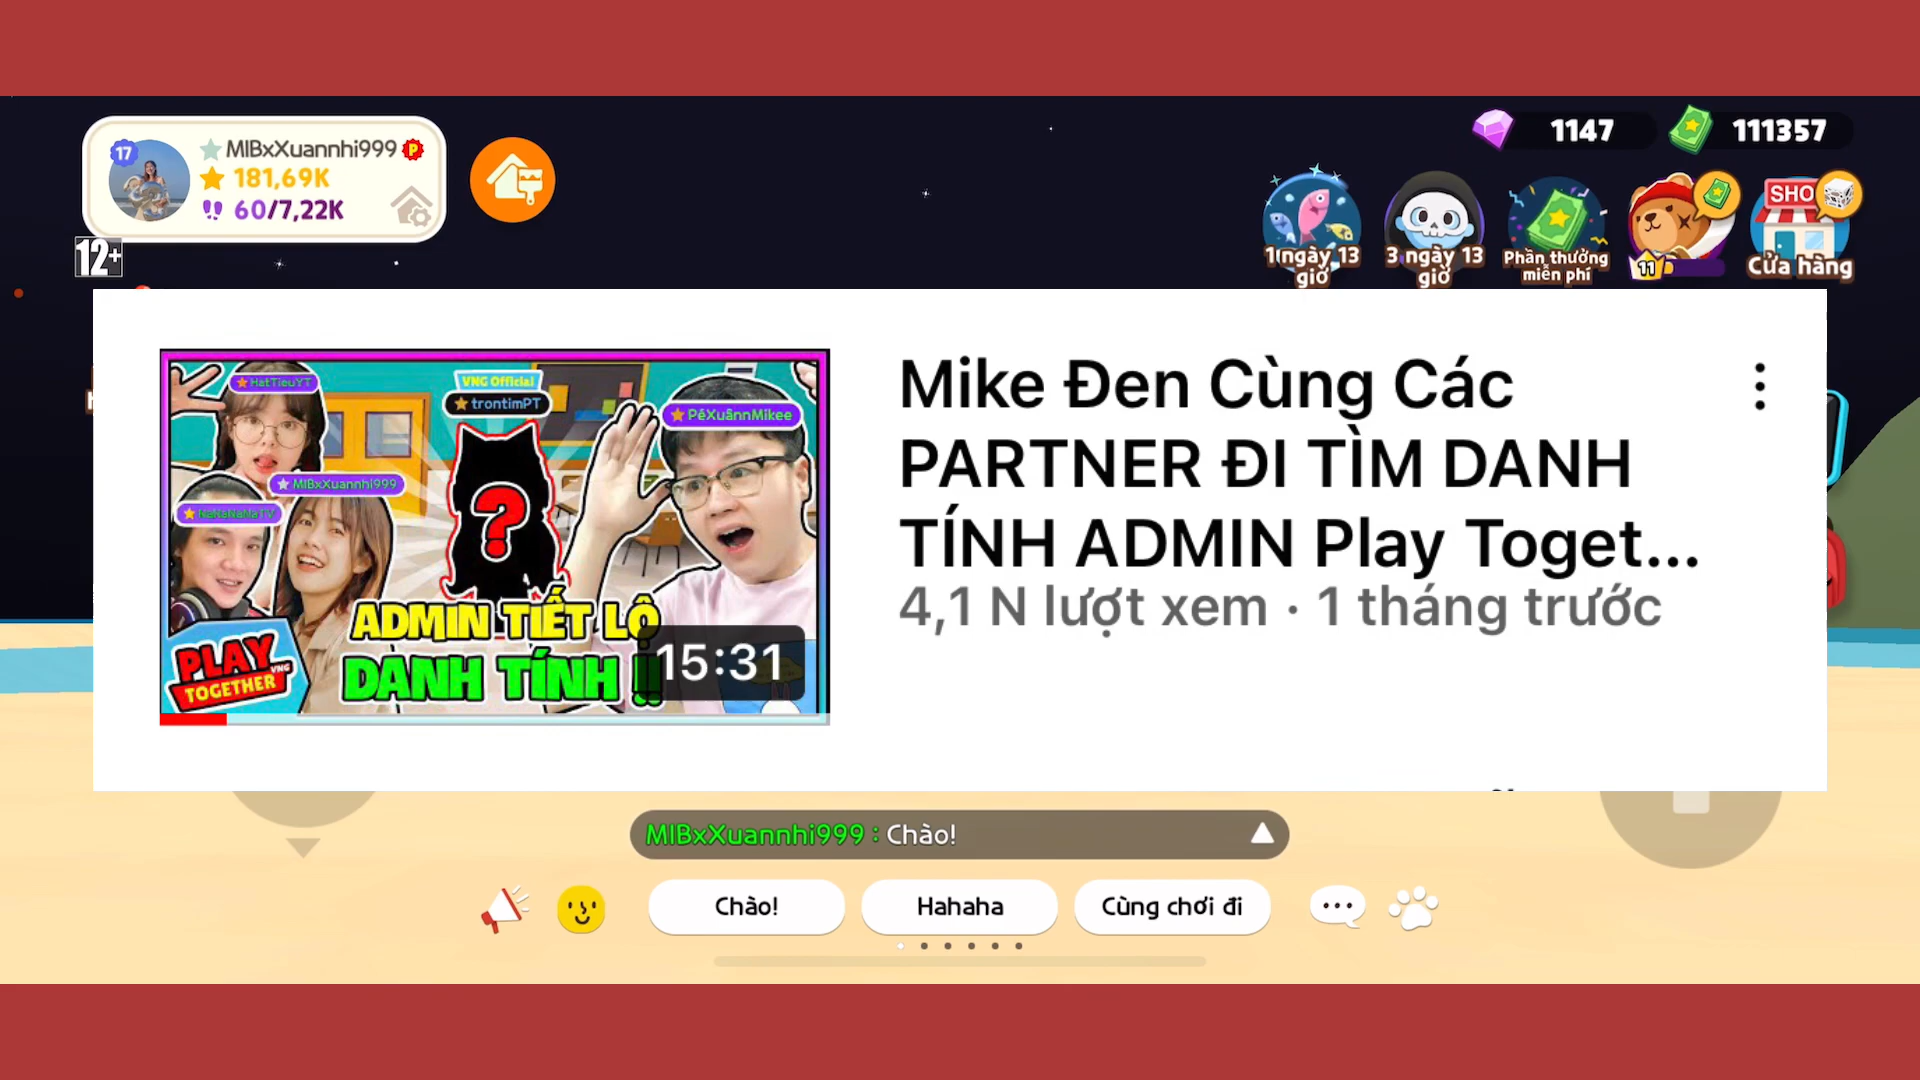 17
MIBxXuannhi999 P
181,69K
60/7,22K
12+
1147
111357
1 ngày 13 giờ
3 ngày 13 giờ
Phần thưởng miễn phí
11
SHO
Cửa hàng
HatTieuYT
VNG Official
trontimPT
PéXuânnMikee
MIBxXuannhi999
NaNaNaNaTV
ADMIN TIẾT LỘ
DANH TÍNH !!
PLAY
TOGETHER
VNG
15:31
Mike Đen Cùng Các
PARTNER ĐI TÌM DANH
TÍNH ADMIN Play Toget...
4,1 N lượt xem · 1 tháng trước
MIBxXuannhi999 : Chào!
Chào!
Hahaha
Cùng chơi đi